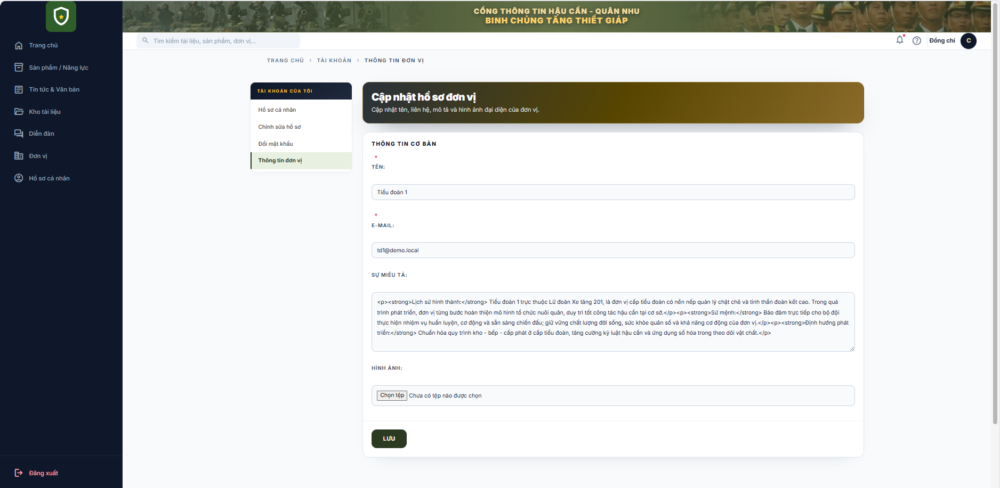 CỔNG THÔNG TIN HẬU CẦN - QUÂN NHU
BINH CHỦNG TĂNG THIẾT GIÁP
Tìm kiếm tài liệu, sản phẩm, đơn vị...
Đồng chí
C
Trang chủ
Sản phẩm / Năng lực
Tin tức & Văn bản
Kho tài liệu
Diễn đàn
Đơn vị
Hồ sơ cá nhân
Đăng xuất
TRANG CHỦ > TÀI KHOẢN > THÔNG TIN ĐƠN VỊ
TÀI KHOẢN CỦA TÔI
Hồ sơ cá nhân
Chỉnh sửa hồ sơ
Đổi mật khẩu
Thông tin đơn vị
Cập nhật hồ sơ đơn vị
Cập nhật tên, liên hệ, mô tả và hình ảnh đại diện của đơn vị.
THÔNG TIN CƠ BẢN
*
TÊN:
Tiểu đoàn 1
*
E-MAIL:
td1@demo.local
SỰ MIÊU TẢ:
<p><strong>Lịch sử hình thành:</strong> Tiểu đoàn 1 trực thuộc Lữ đoàn Xe tăng 201, là đơn vị cấp tiểu đoàn có nền nếp quản lý chặt chẽ và tinh thần đoàn kết cao. Trong quá
trình phát triển, đơn vị từng bước hoàn thiện mô hình tổ chức nuôi quân, duy trì tốt công tác hậu cần tại cơ sở.</p><p><strong>Sứ mệnh:</strong> Bảo đảm trực tiếp cho bộ đội
thực hiện nhiệm vụ huấn luyện, cơ động và sẵn sàng chiến đấu; giữ vững chất lượng đời sống, sức khỏe quân số và khả năng cơ động của đơn vị.</p><p><strong>Định hướng phát
triển:</strong> Chuẩn hóa quy trình kho - bếp - cấp phát ở cấp tiểu đoàn, tăng cường kỷ luật hậu cần và ứng dụng số hóa trong theo dõi vật chất.</p>
HÌNH ẢNH:
Chọn tệp Chưa có tệp nào được chọn
LƯU